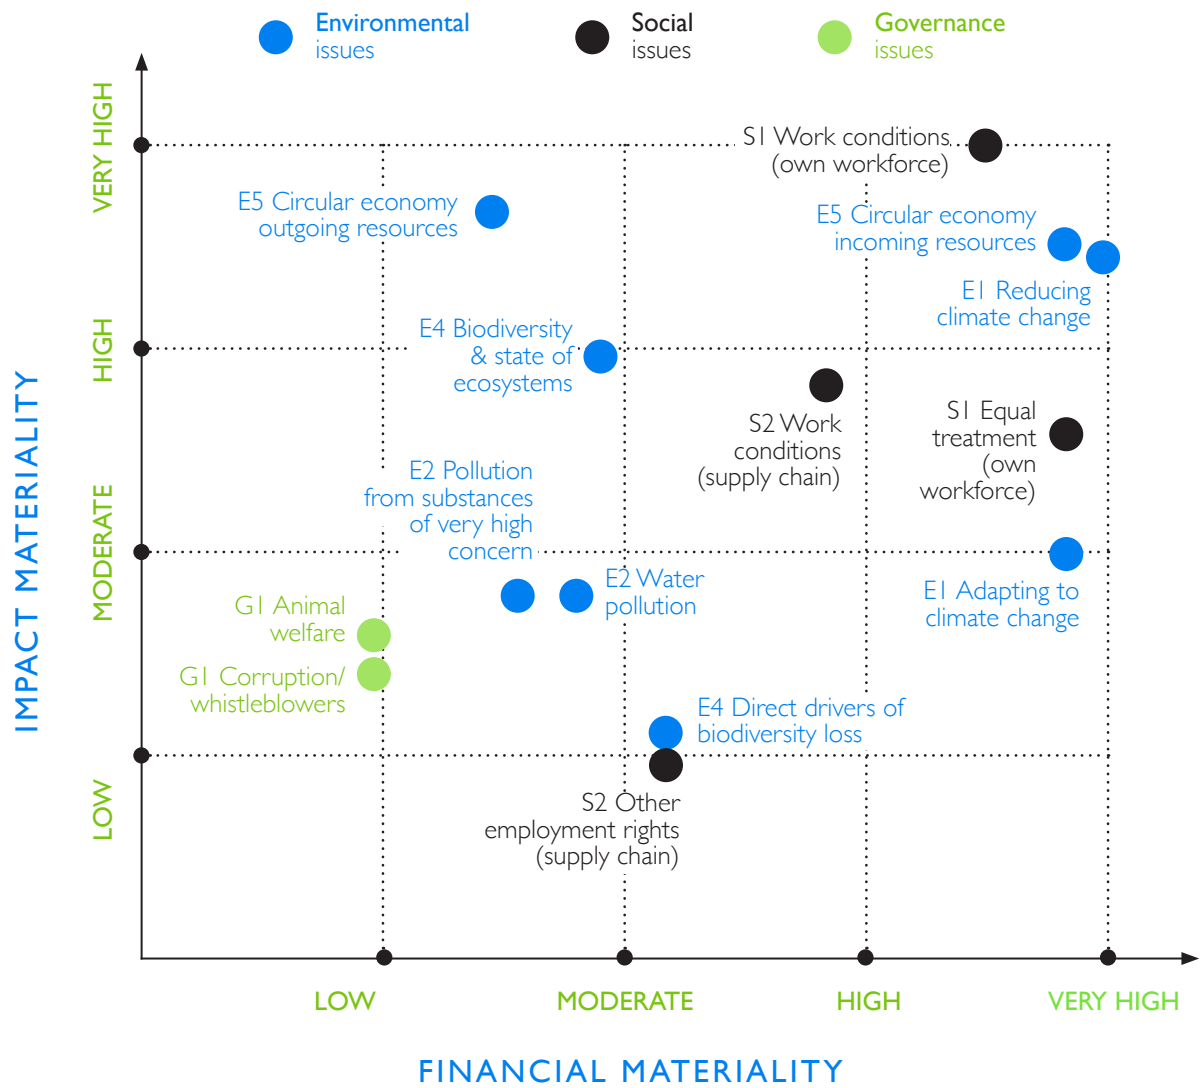 Environmental
issues
Social
issues
Governance
issues
IMPACT MATERIALITY
VERY HIGH
HIGH
MODERATE
LOW
S1 Work conditions
(own workforce)
E5 Circular economy
outgoing resources
E5 Circular economy
incoming resources
E1 Reducing
climate change
E4 Biodiversity
& state of
ecosystems
S2 Work
conditions
(supply chain)
S1 Equal
treatment
(own
workforce)
E2 Pollution
from substances
of very high
concern
E2 Water
pollution
E1 Adapting to
climate change
G1 Animal
welfare
G1 Corruption/
whistleblowers
E4 Direct drivers of
biodiversity loss
S2 Other
employment rights
(supply chain)
LOW
MODERATE
HIGH
VERY HIGH
FINANCIAL MATERIALITY